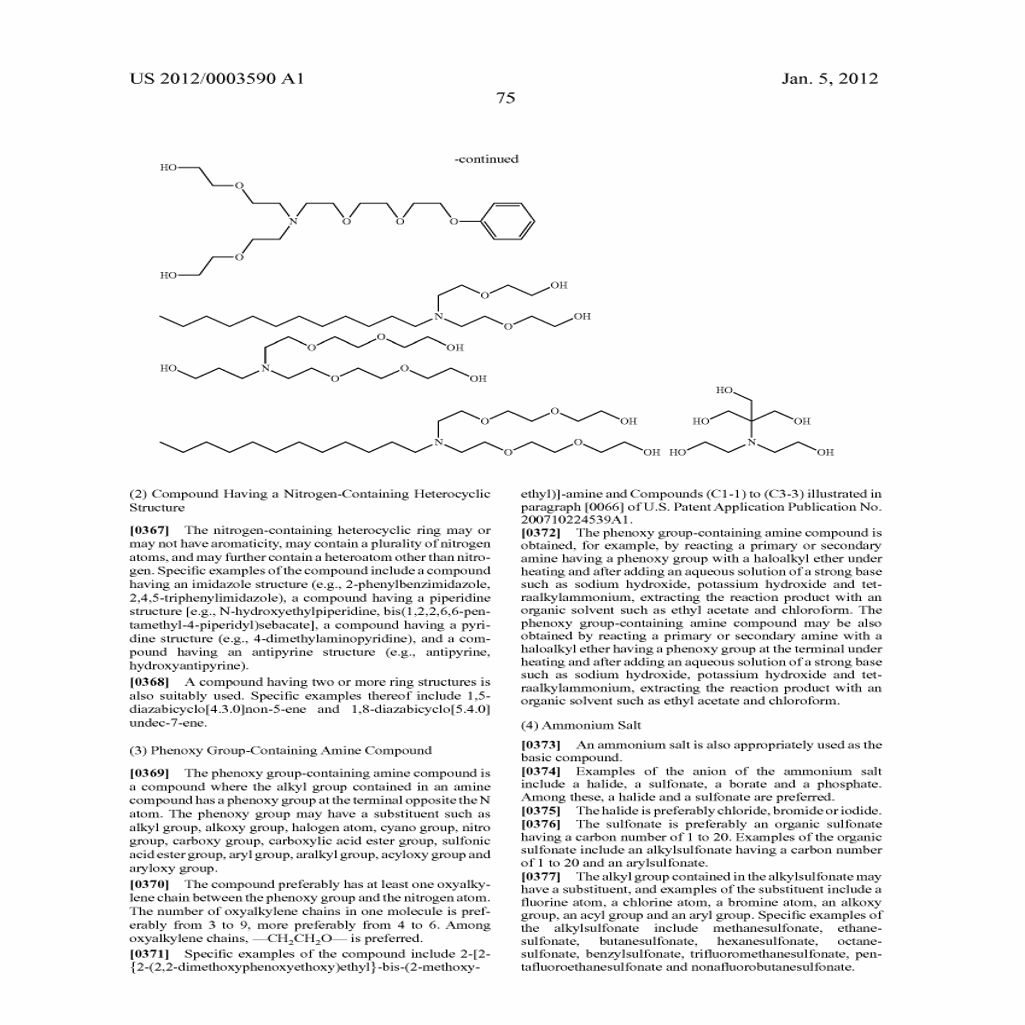 US 2012/0003590 A1
Jan. 5, 2012
75
-continued
HO
O
N
O
O
O
O
HO
OH
O
N
O
OH
O
O
OH
HO
N
O
O
OH
O
O
OH
N
O
O
OH
HO
HO
OH
N
HO
OH
(2) Compound Having a Nitrogen-Containing Heterocyclic
Structure
[0367] The nitrogen-containing heterocyclic ring may or
may not have aromaticity, may contain a plurality of nitrogen
atoms, and may further contain a heteroatom other than nitro-
gen. Specific examples of the compound include a compound
having an imidazole structure (e.g., 2-phenylbenzimidazole,
2,4,5-triphenylimidazole), a compound having a piperidine
structure [e.g., N-hydroxyethylpiperidine, bis(1,2,2,6,6-pen-
tamethyl-4-piperidyl)sebacate], a compound having a pyri-
dine structure (e.g., 4-dimethylaminopyridine), and a com-
pound having an antipyrine structure (e.g., antipyrine,
hydroxyantipyrine).
[0368] A compound having two or more ring structures is
also suitably used. Specific examples thereof include 1,5-
diazabicyclo[4.3.0]non-5-ene and 1,8-diazabicyclo[5.4.0]
undec-7-ene.
(3) Phenoxy Group-Containing Amine Compound
[0369] The phenoxy group-containing amine compound is
a compound where the alkyl group contained in an amine
compound has a phenoxy group at the terminal opposite the N
atom. The phenoxy group may have a substituent such as
alkyl group, alkoxy group, halogen atom, cyano group, nitro
group, carboxy group, carboxylic acid ester group, sulfonic
acid ester group, aryl group, aralkyl group, acyloxy group and
aryloxy group.
[0370] The compound preferably has at least one oxyalky-
lene chain between the phenoxy group and the nitrogen atom.
The number of oxyalkylene chains in one molecule is pref-
erably from 3 to 9, more preferably from 4 to 6. Among
oxyalkylene chains, —CH₂CH₂O— is preferred.
[0371] Specific examples of the compound include 2-[2-
{2-(2,2-dimethoxyphenoxyethoxy)ethyl}-bis-(2-methoxy-
ethyl)]-amine and Compounds (C1-1) to (C3-3) illustrated in
paragraph [0066] of U.S. Patent Application Publication No.
200710224539A1.
[0372] The phenoxy group-containing amine compound is
obtained, for example, by reacting a primary or secondary
amine having a phenoxy group with a haloalkyl ether under
heating and after adding an aqueous solution of a strong base
such as sodium hydroxide, potassium hydroxide and tet-
raalkylammonium, extracting the reaction product with an
organic solvent such as ethyl acetate and chloroform. The
phenoxy group-containing amine compound may be also
obtained by reacting a primary or secondary amine with a
haloalkyl ether having a phenoxy group at the terminal under
heating and after adding an aqueous solution of a strong base
such as sodium hydroxide, potassium hydroxide and tet-
raalkylammonium, extracting the reaction product with an
organic solvent such as ethyl acetate and chloroform.
(4) Ammonium Salt
[0373] An ammonium salt is also appropriately used as the
basic compound.
[0374] Examples of the anion of the ammonium salt
include a halide, a sulfonate, a borate and a phosphate.
Among these, a halide and a sulfonate are preferred.
[0375] The halide is preferably chloride, bromide or iodide.
[0376] The sulfonate is preferably an organic sulfonate
having a carbon number of 1 to 20. Examples of the organic
sulfonate include an alkylsulfonate having a carbon number
of 1 to 20 and an arylsulfonate.
[0377] The alkyl group contained in the alkylsulfonate may
have a substituent, and examples of the substituent include a
fluorine atom, a chlorine atom, a bromine atom, an alkoxy
group, an acyl group and an aryl group. Specific examples of
the alkylsulfonate include methanesulfonate, ethane-
sulfonate, butanesulfonate, hexanesulfonate, octane-
sulfonate, benzylsulfonate, trifluoromethanesulfonate, pen-
tafluoroethanesulfonate and nonafluorobutanesulfonate.